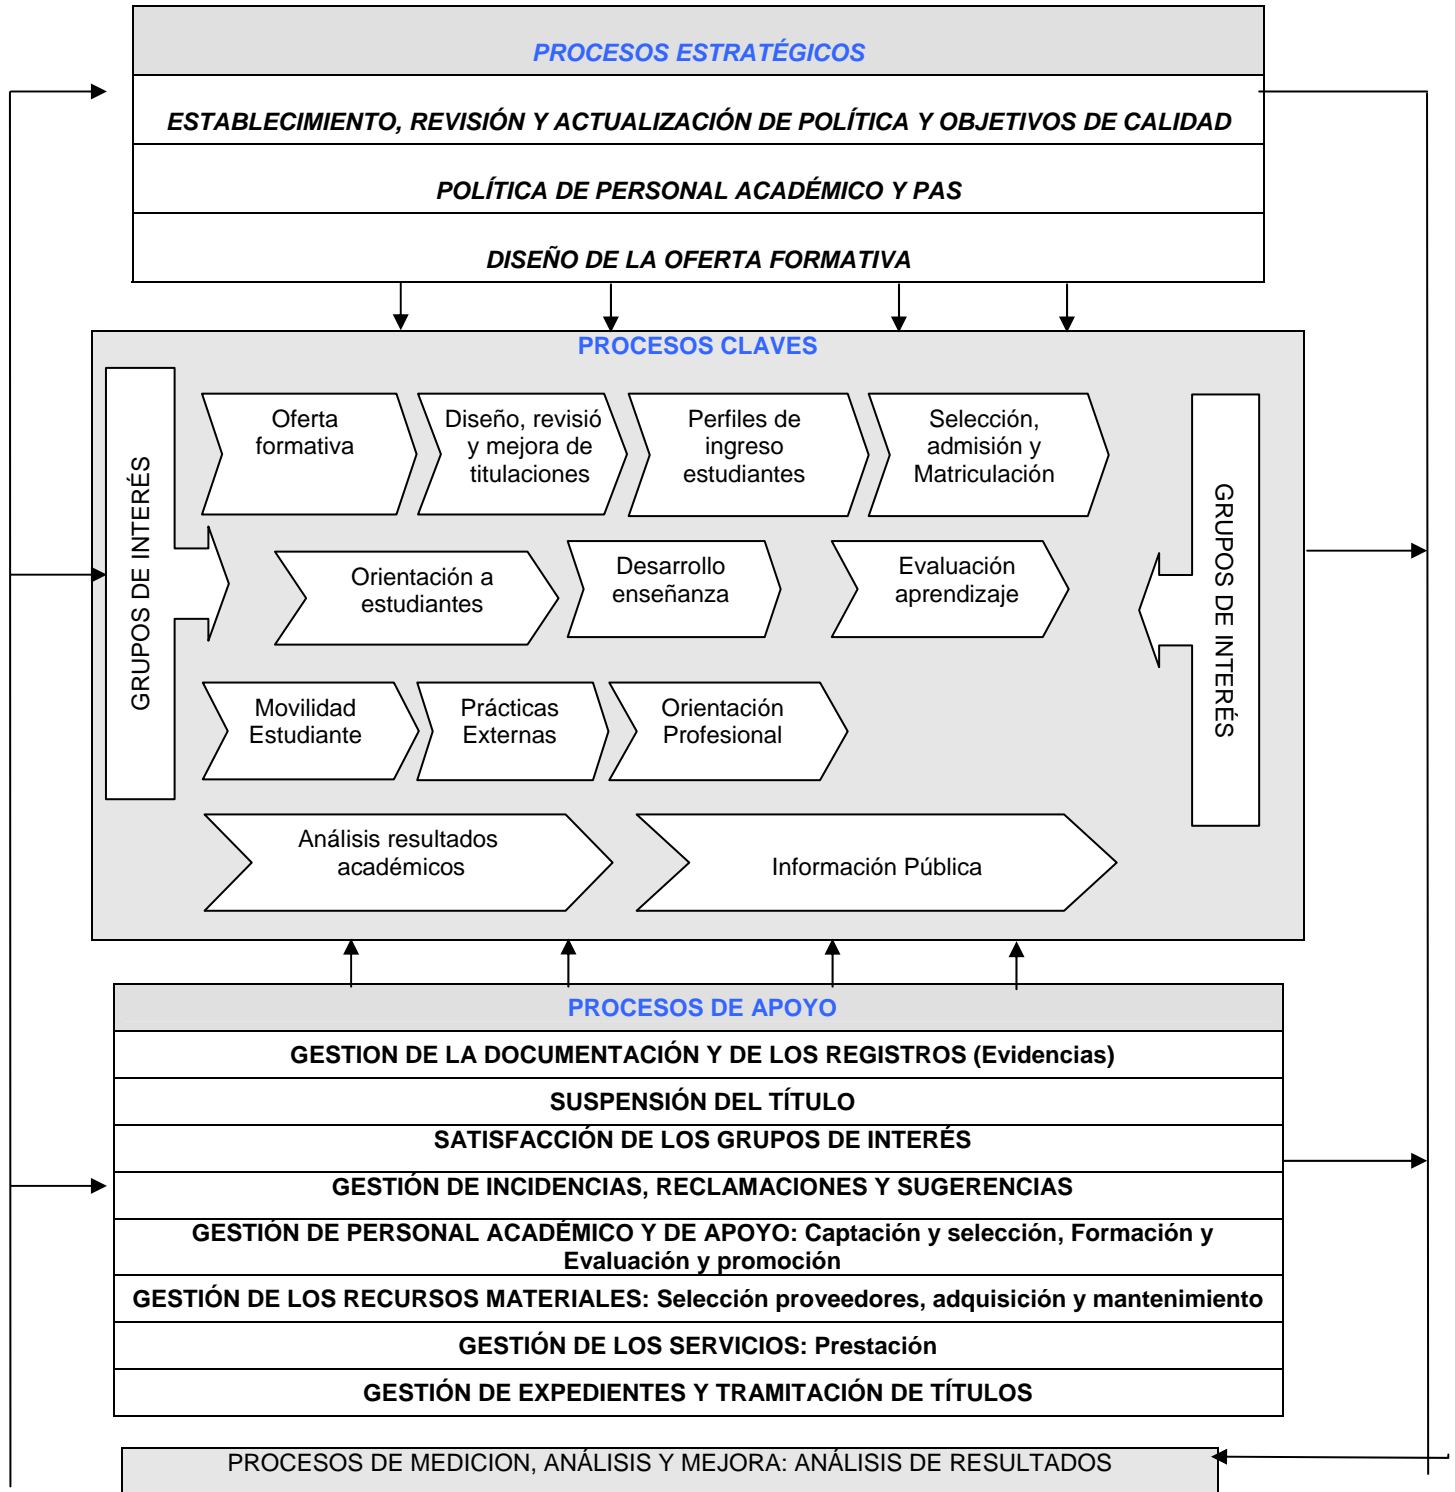 PROCESOS ESTRATÉGICOS
ESTABLECIMIENTO, REVISIÓN Y ACTUALIZACIÓN DE POLÍTICA Y OBJETIVOS DE CALIDAD
POLÍTICA DE PERSONAL ACADÉMICO Y PAS
DISEÑO DE LA OFERTA FORMATIVA
PROCESOS CLAVES
GRUPOS DE INTERÉS
Oferta
formativa
Diseño, revisió
y mejora de
titulaciones
Perfiles de
ingreso
estudiantes
Selección,
admisión y
Matriculación
GRUPOS DE INTERÉS
Orientación a
estudiantes
Desarrollo
enseñanza
Evaluación
aprendizaje
Movilidad
Estudiante
Prácticas
Externas
Orientación
Profesional
Análisis resultados
académicos
Información Pública
PROCESOS DE APOYO
GESTION DE LA DOCUMENTACIÓN Y DE LOS REGISTROS (Evidencias)
SUSPENSIÓN DEL TÍTULO
SATISFACCIÓN DE LOS GRUPOS DE INTERÉS
GESTIÓN DE INCIDENCIAS, RECLAMACIONES Y SUGERENCIAS
GESTIÓN DE PERSONAL ACADÉMICO Y DE APOYO: Captación y selección, Formación y
Evaluación y promoción
GESTIÓN DE LOS RECURSOS MATERIALES: Selección proveedores, adquisición y mantenimiento
GESTIÓN DE LOS SERVICIOS: Prestación
GESTIÓN DE EXPEDIENTES Y TRAMITACIÓN DE TÍTULOS
PROCESOS DE MEDICION, ANÁLISIS Y MEJORA: ANÁLISIS DE RESULTADOS